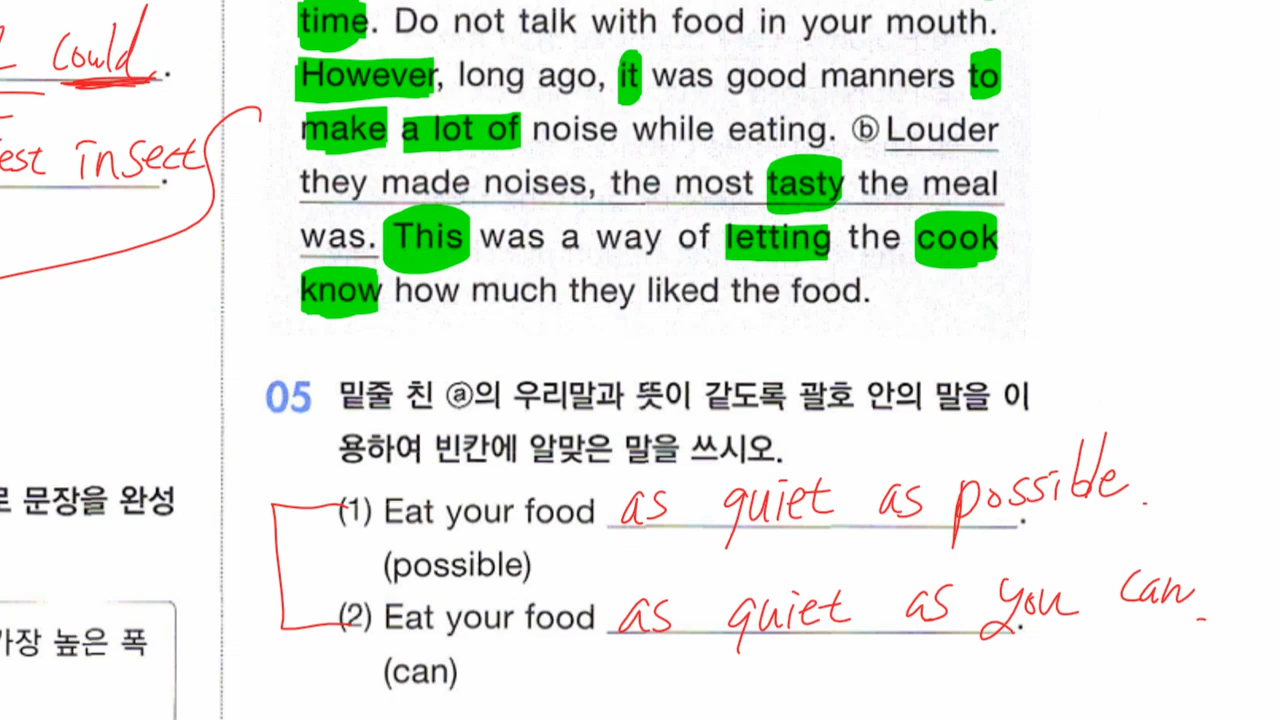 could.
est insect.
time. Do not talk with food in your mouth.
However, long ago, it was good manners to
make a lot of noise while eating. ⓑ Louder
they made noises, the most tasty the meal
was. This was a way of letting the cook
know how much they liked the food.
05 밑줄 친 ⓐ의 우리말과 뜻이 같도록 괄호 안의 말을 이
용하여 빈칸에 알맞은 말을 쓰시오.
(1) Eat your food as quiet as possible.
(possible)
(2) Eat your food as quiet as you can.
(can)
로 문장을 완성
가장 높은 폭